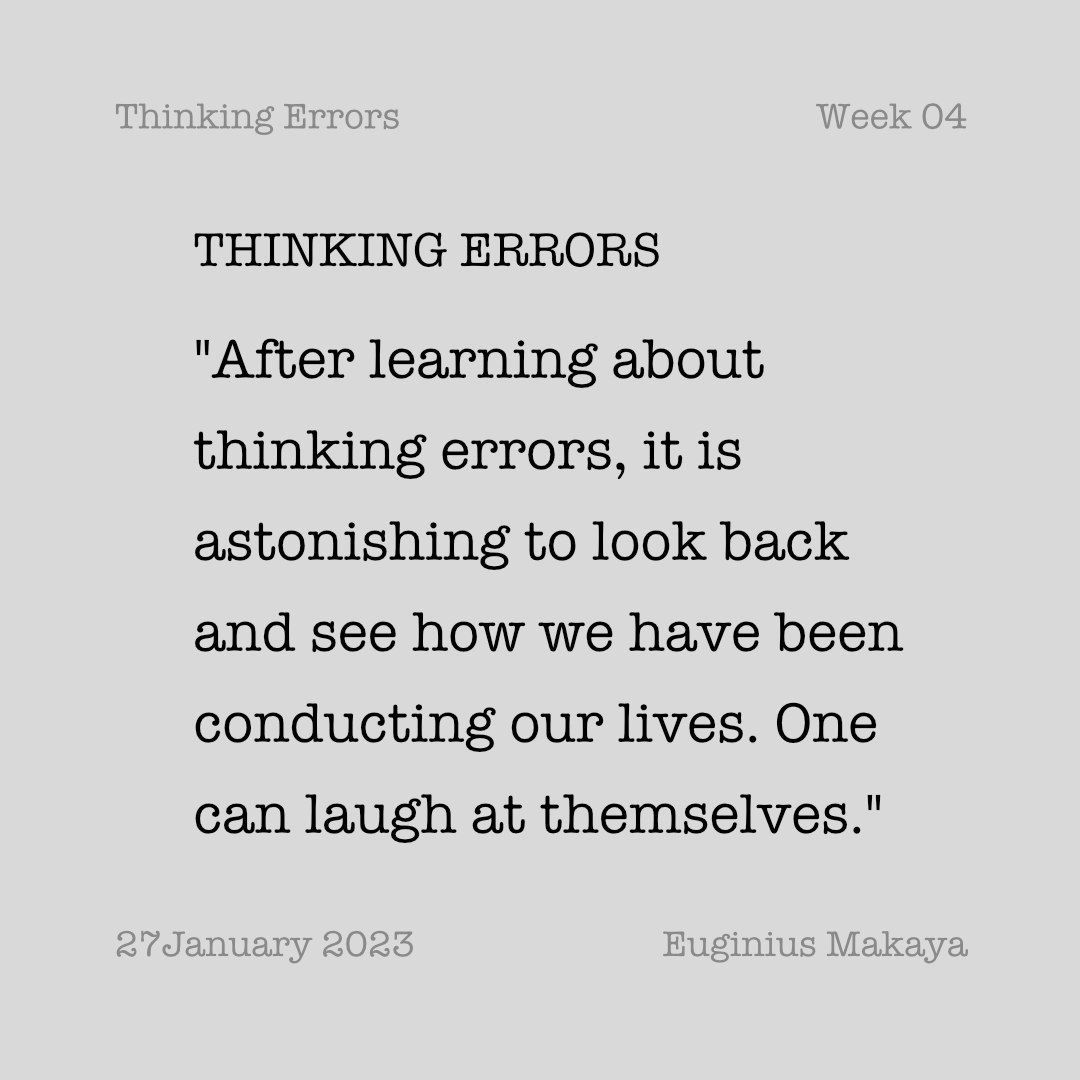 Thinking Errors
Week 04
THINKING ERRORS
"After learning about
thinking errors, it is
astonishing to look back
and see how we have been
conducting our lives. One
can laugh at themselves."
27January 2023
Euginius Makaya